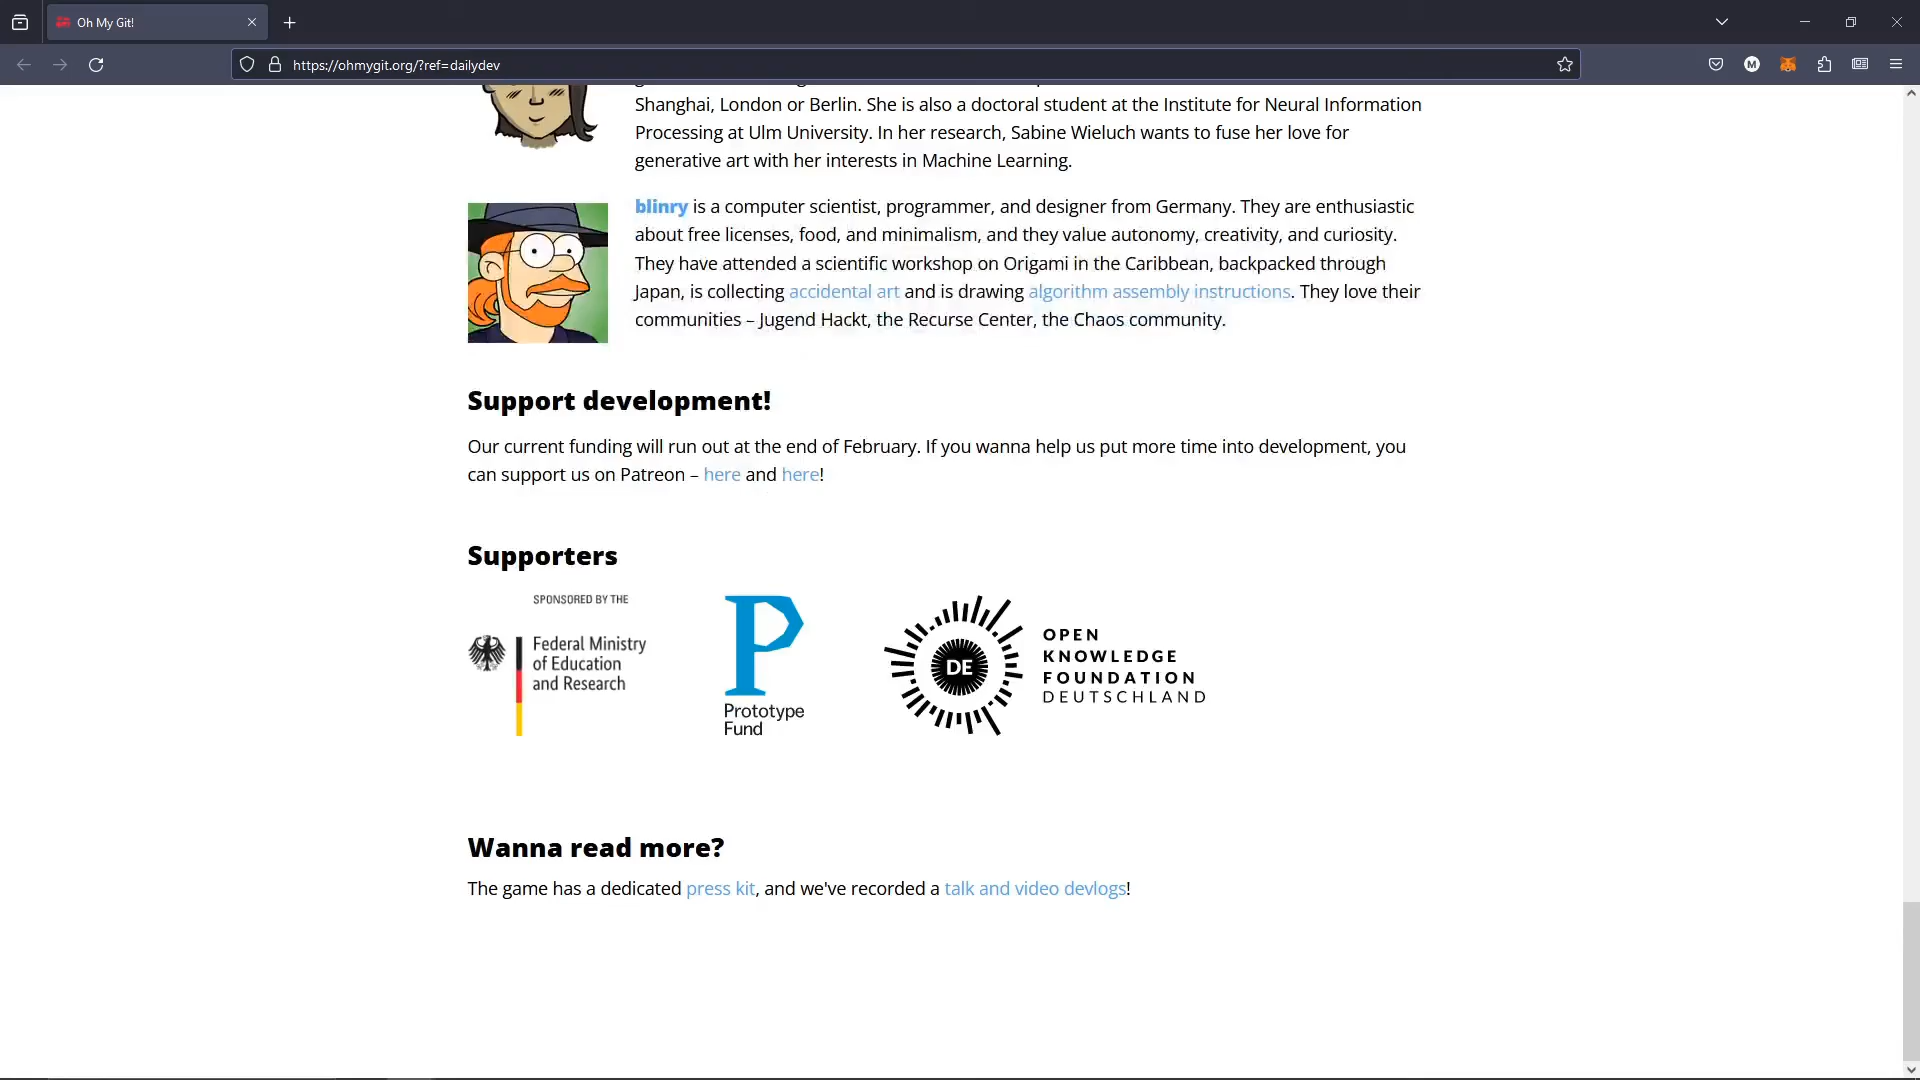 Oh My Git!
https://ohmygit.org/?ref=dailydev
Shanghai, London or Berlin. She is also a doctoral student at the Institute for Neural Information
Processing at Ulm University. In her research, Sabine Wieluch wants to fuse her love for
generative art with her interests in Machine Learning.
blinry is a computer scientist, programmer, and designer from Germany. They are enthusiastic
about free licenses, food, and minimalism, and they value autonomy, creativity, and curiosity.
They have attended a scientific workshop on Origami in the Caribbean, backpacked through
Japan, is collecting accidental art and is drawing algorithm assembly instructions. They love their
communities – Jugend Hackt, the Recurse Center, the Chaos community.
Support development!
Our current funding will run out at the end of February. If you wanna help us put more time into development, you
can support us on Patreon – here and here!
Supporters
SPONSORED BY THE
Federal Ministry
of Education
and Research
P
Prototype
Fund
DE
OPEN
KNOWLEDGE
FOUNDATION
DEUTSCHLAND
Wanna read more?
The game has a dedicated press kit, and we've recorded a talk and video devlogs!